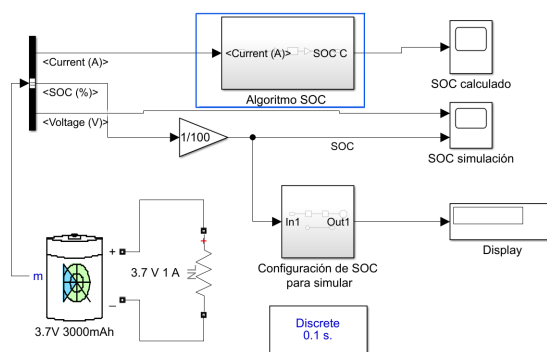 <Current (A)>
<SOC (%)>
<Voltage (V)>
<Current (A)>
SOC C
Algoritmo SOC
SOC calculado
1/100
SOC
SOC simulación
In1
Out1
Configuración de SOC
para simular
Display
m
+
−
3.7V 3000mAh
3.7 V 1 A
+
NL
Discrete
0.1 s.